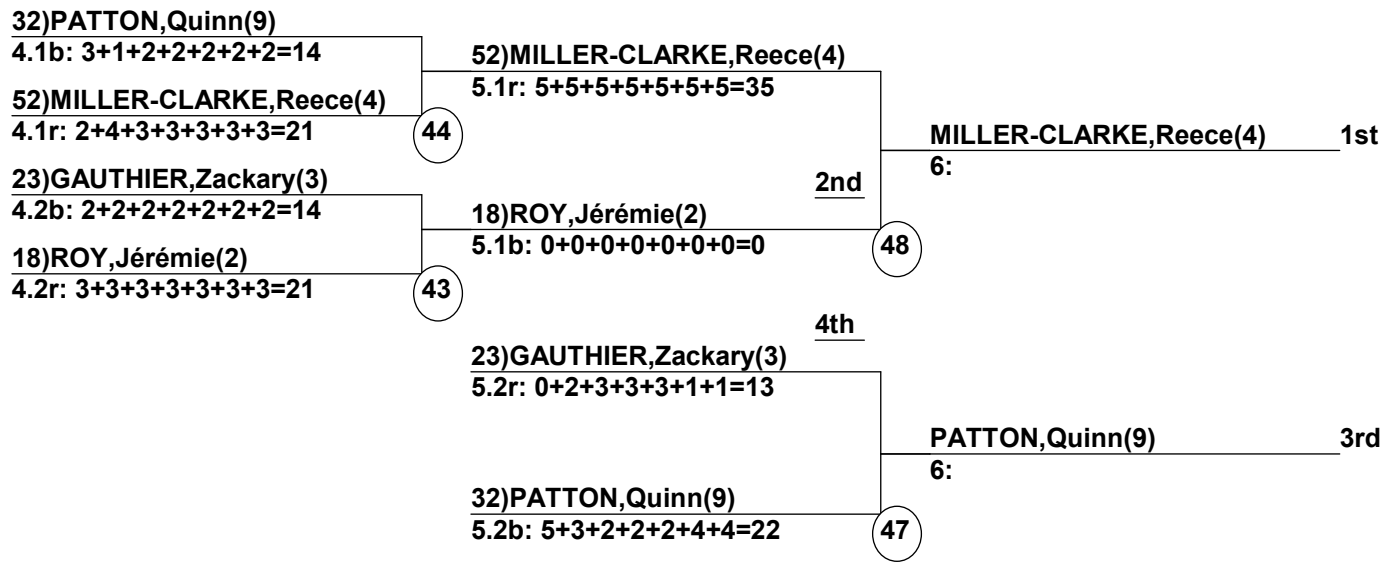 32)PATTON,Quinn(9)
4.1b: 3+1+2+2+2+2+2=14
52)MILLER-CLARKE,Reece(4)
4.1r: 2+4+3+3+3+3+3=21
44
23)GAUTHIER,Zackary(3)
4.2b: 2+2+2+2+2+2+2=14
18)ROY,Jérémie(2)
4.2r: 3+3+3+3+3+3+3=21
43
52)MILLER-CLARKE,Reece(4)
5.1r: 5+5+5+5+5+5+5=35
2nd
18)ROY,Jérémie(2)
5.1b: 0+0+0+0+0+0+0=0
48
4th
23)GAUTHIER,Zackary(3)
5.2r: 0+2+3+3+3+1+1=13
32)PATTON,Quinn(9)
5.2b: 5+3+2+2+2+4+4=22
47
MILLER-CLARKE,Reece(4) 1st
6:
PATTON,Quinn(9) 3rd
6: